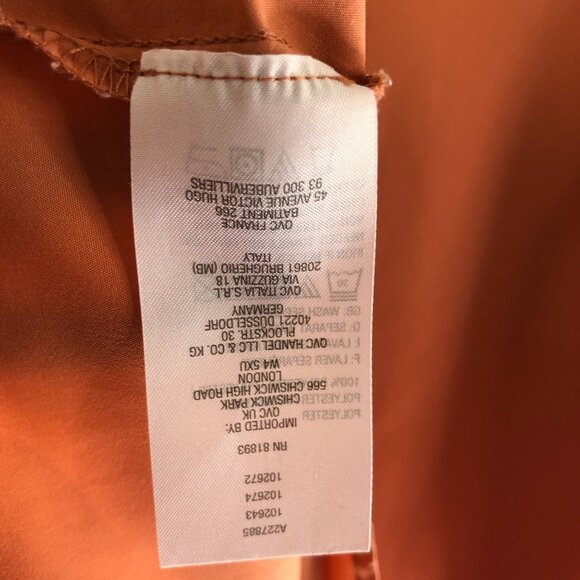 A227885
102643
102674
102672
RN 81893
IMPORTED BY:
QVC UK
CHISWICK PARK
566 CHISWICK HIGH ROAD
LONDON
W4 5XU
QVC HANDEL LLC & CO. KG
PLOCKSTR. 30
40221 DUSSELDORF
GERMANY
QVC ITALIA S.R.L
VIA GUZZINA 18
20861 BRUGHERIO (MB)
ITALY
QVC FRANCE
BATIMENT 266
45 AVENUE VICTOR HUGO
93 300 AUBERVILLIERS